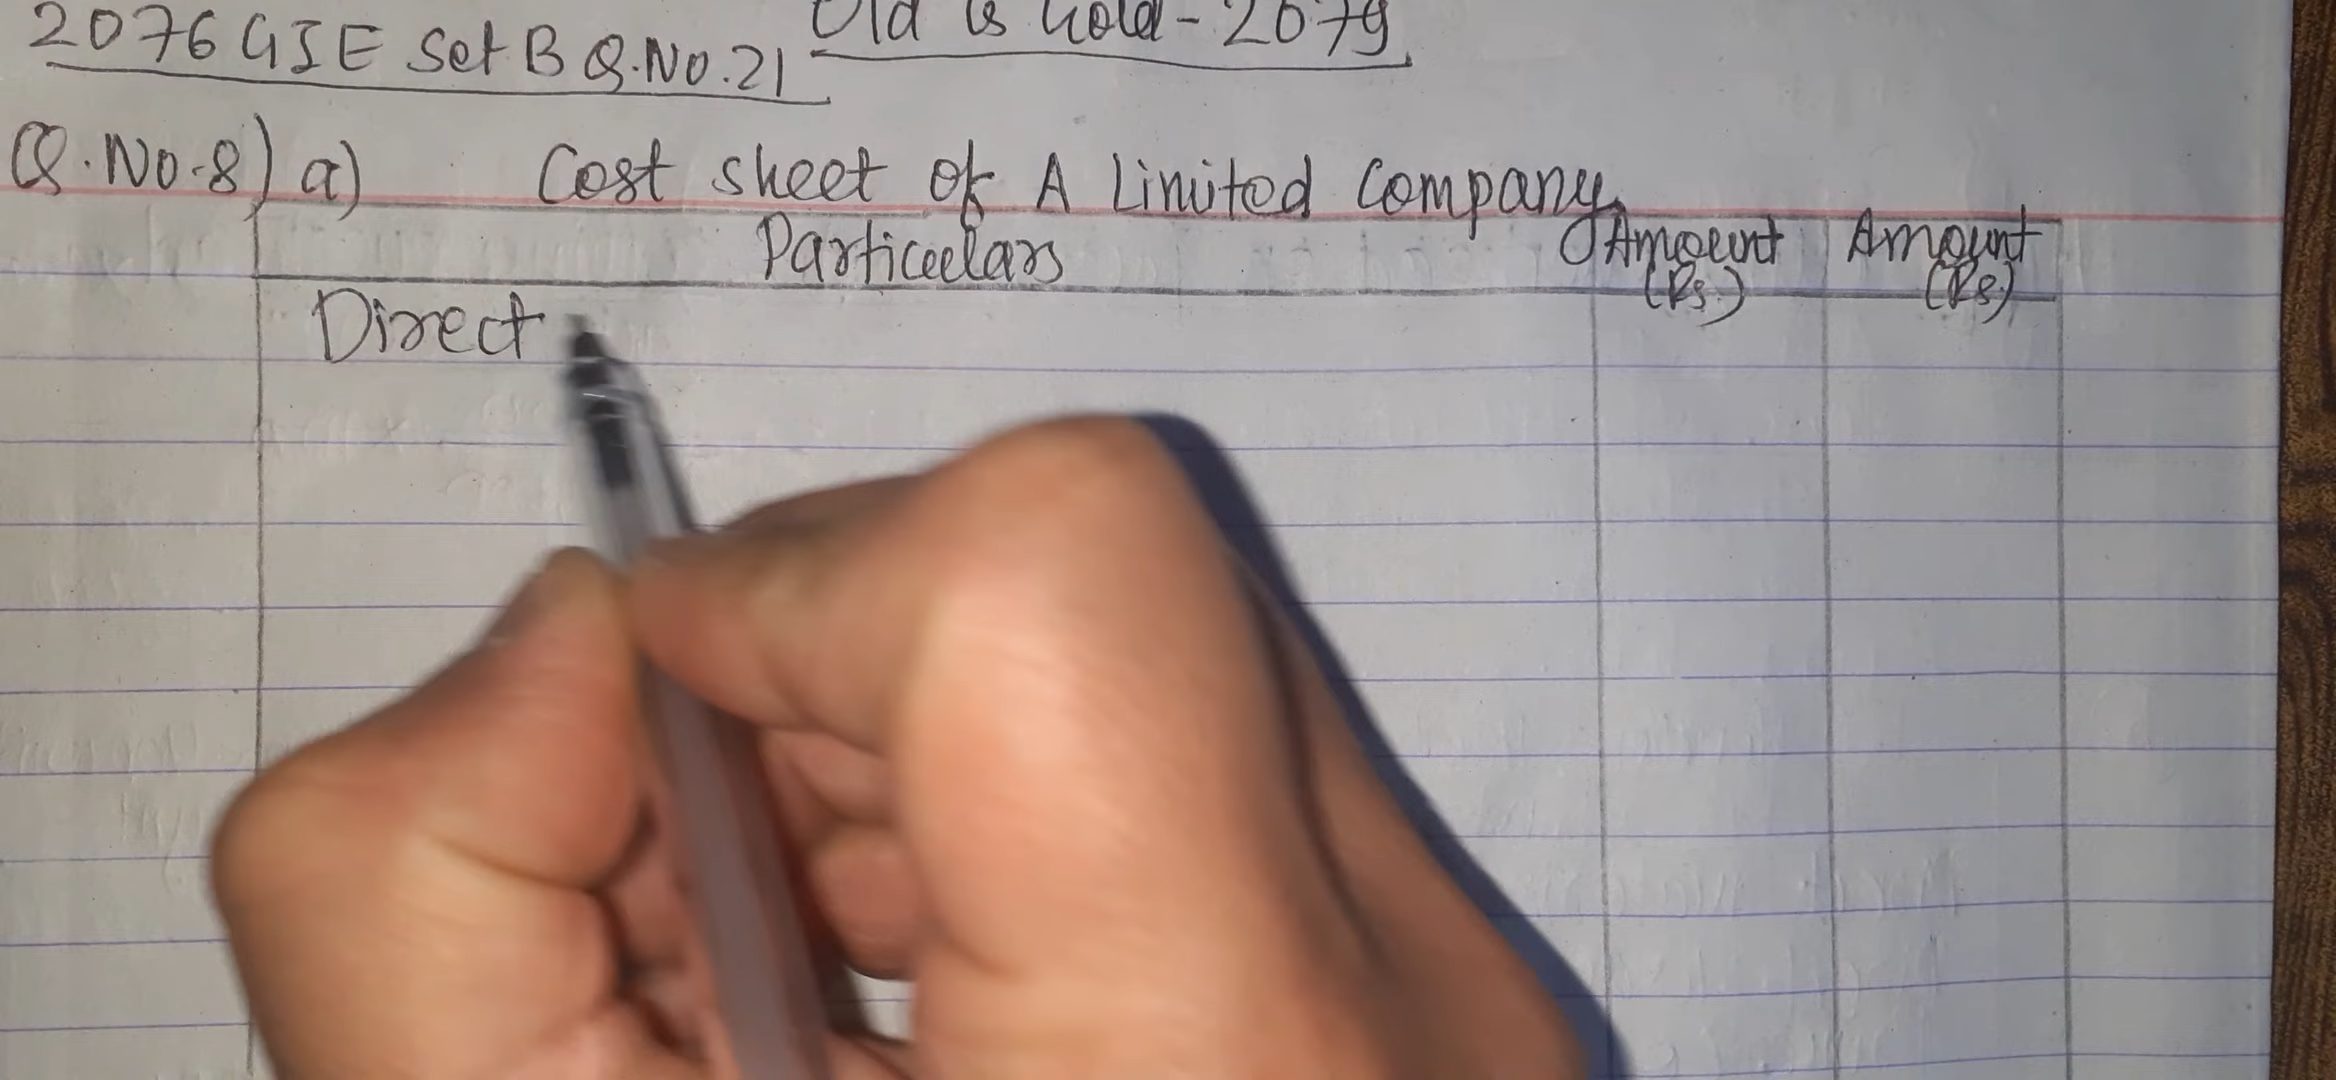 2076 GIE Set B Q.No.21 Old is Gold - 2079
Q.No-8) a) Cost sheet of A Limited Company
Particulars Amount (Rs.) Amount (Rs)
Direct